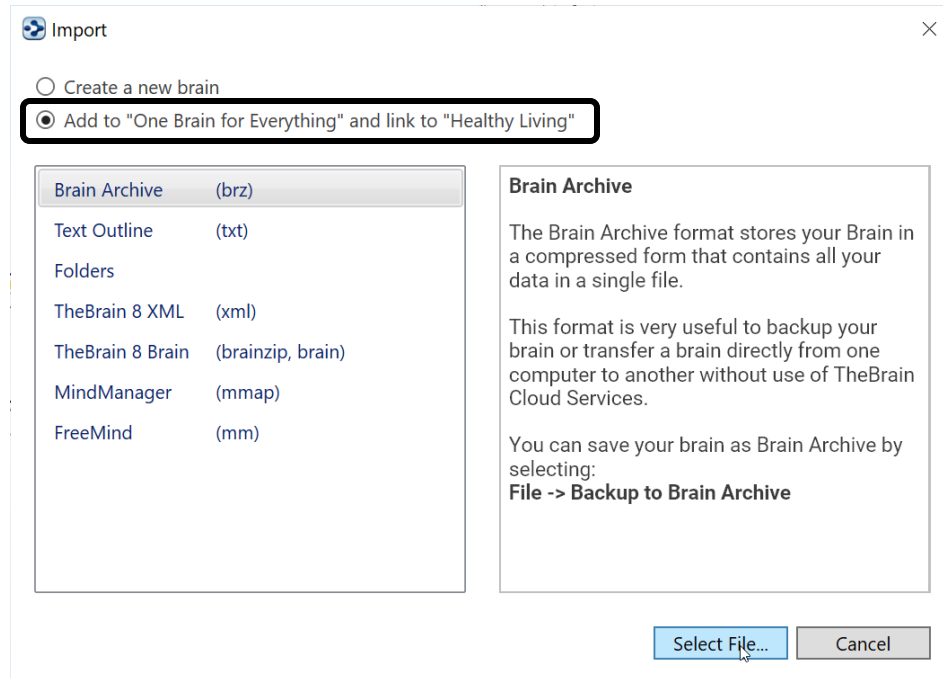 Import
Create a new brain
Add to "One Brain for Everything" and link to "Healthy Living"
Brain Archive (brz)
Text Outline (txt)
Folders
TheBrain 8 XML (xml)
TheBrain 8 Brain (brainzip, brain)
MindManager (mmap)
FreeMind (mm)
Brain Archive
The Brain Archive format stores your Brain in
a compressed form that contains all your
data in a single file.
This format is very useful to backup your
brain or transfer a brain directly from one
computer to another without use of TheBrain
Cloud Services.
You can save your brain as Brain Archive by
selecting:
File -> Backup to Brain Archive
Select File...
Cancel